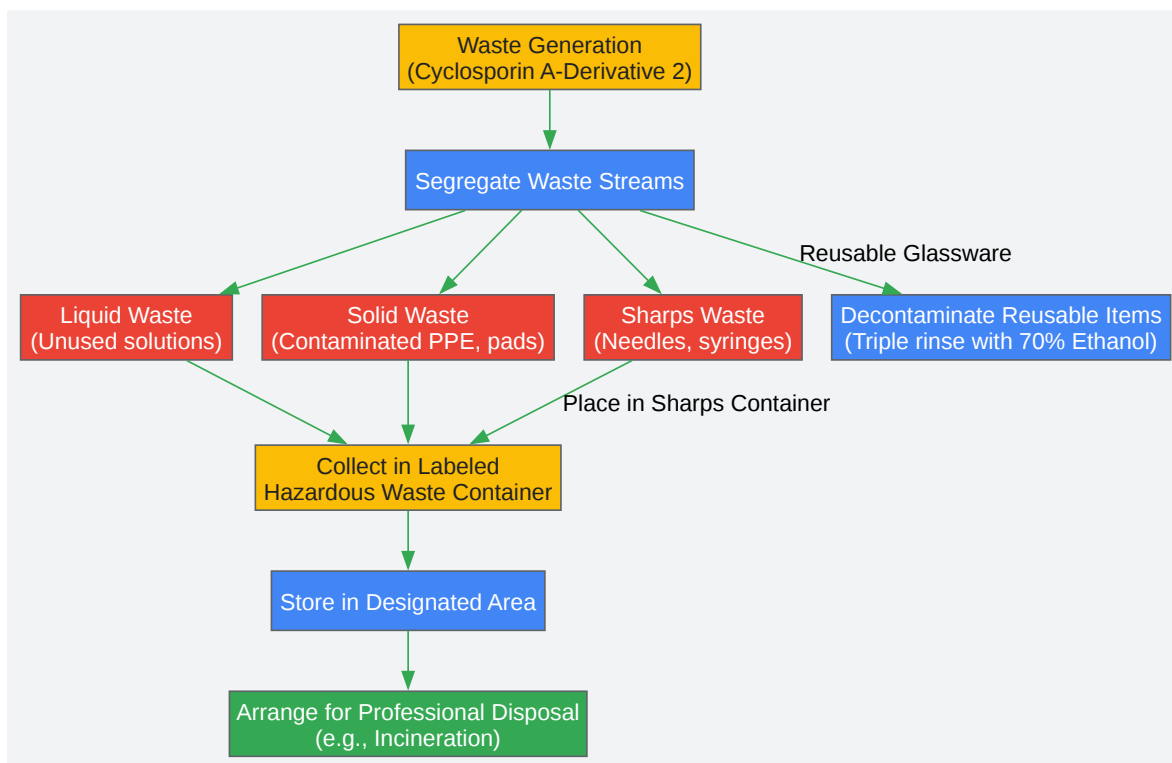 Waste Generation
(Cyclosporin A-Derivative 2)
Segregate Waste Streams
Reusable Glassware
Liquid Waste
(Unused solutions)
Solid Waste
(Contaminated PPE, pads)
Sharps Waste
(Needles, syringes)
Decontaminate Reusable Items
(Triple rinse with 70% Ethanol)
Place in Sharps Container
Collect in Labeled
Hazardous Waste Container
Store in Designated Area
Arrange for Professional Disposal
(e.g., Incineration)